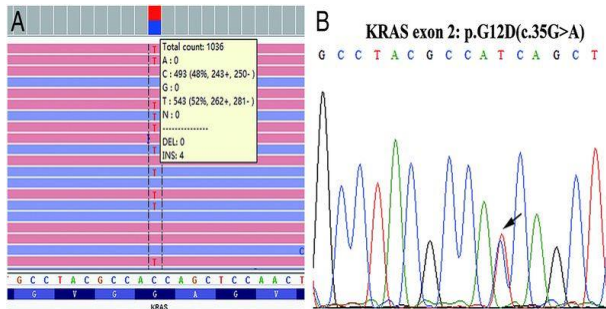 Total count: 1036
A : 0
C : 493 (48%, 243+, 250- )
G : 0
T : 543 (52%, 262+, 281- )
N : 0
---------------
DEL: 0
INS: 4
T
T
T
T
T
T
T
T
T
T
C
T
G C C T A C G C C A C C A G C T C C A A C T
G V G G A G V
KRAS
B
KRAS exon 2: p.G12D(c.35G>A)
G C C T A C G C C A T C A G C T